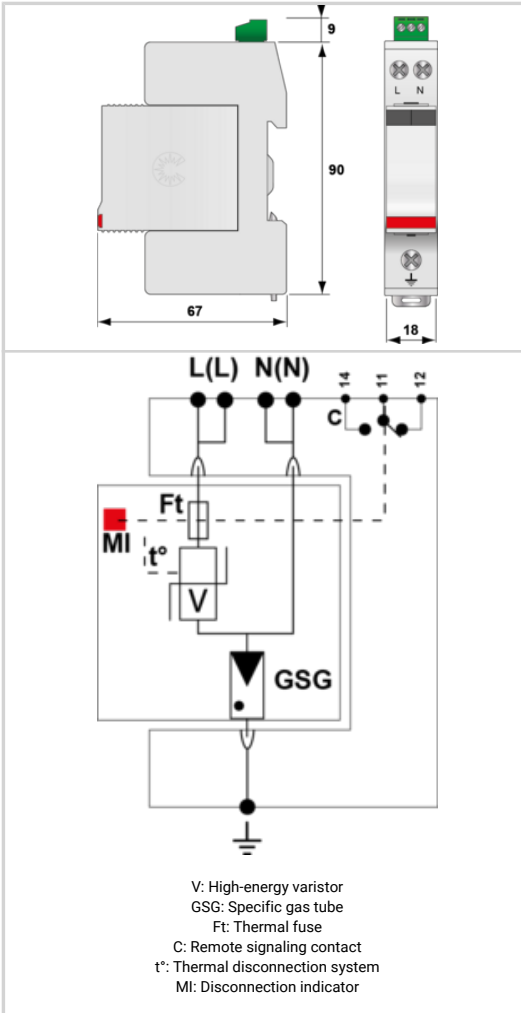 9
L N
90
67
18
L(L) N(N)
14
11
12
C
Ft
MI
t°
V
GSG
V: High-energy varistor
GSG: Specific gas tube
Ft: Thermal fuse
C: Remote signaling contact
t°: Thermal disconnection system
MI: Disconnection indicator